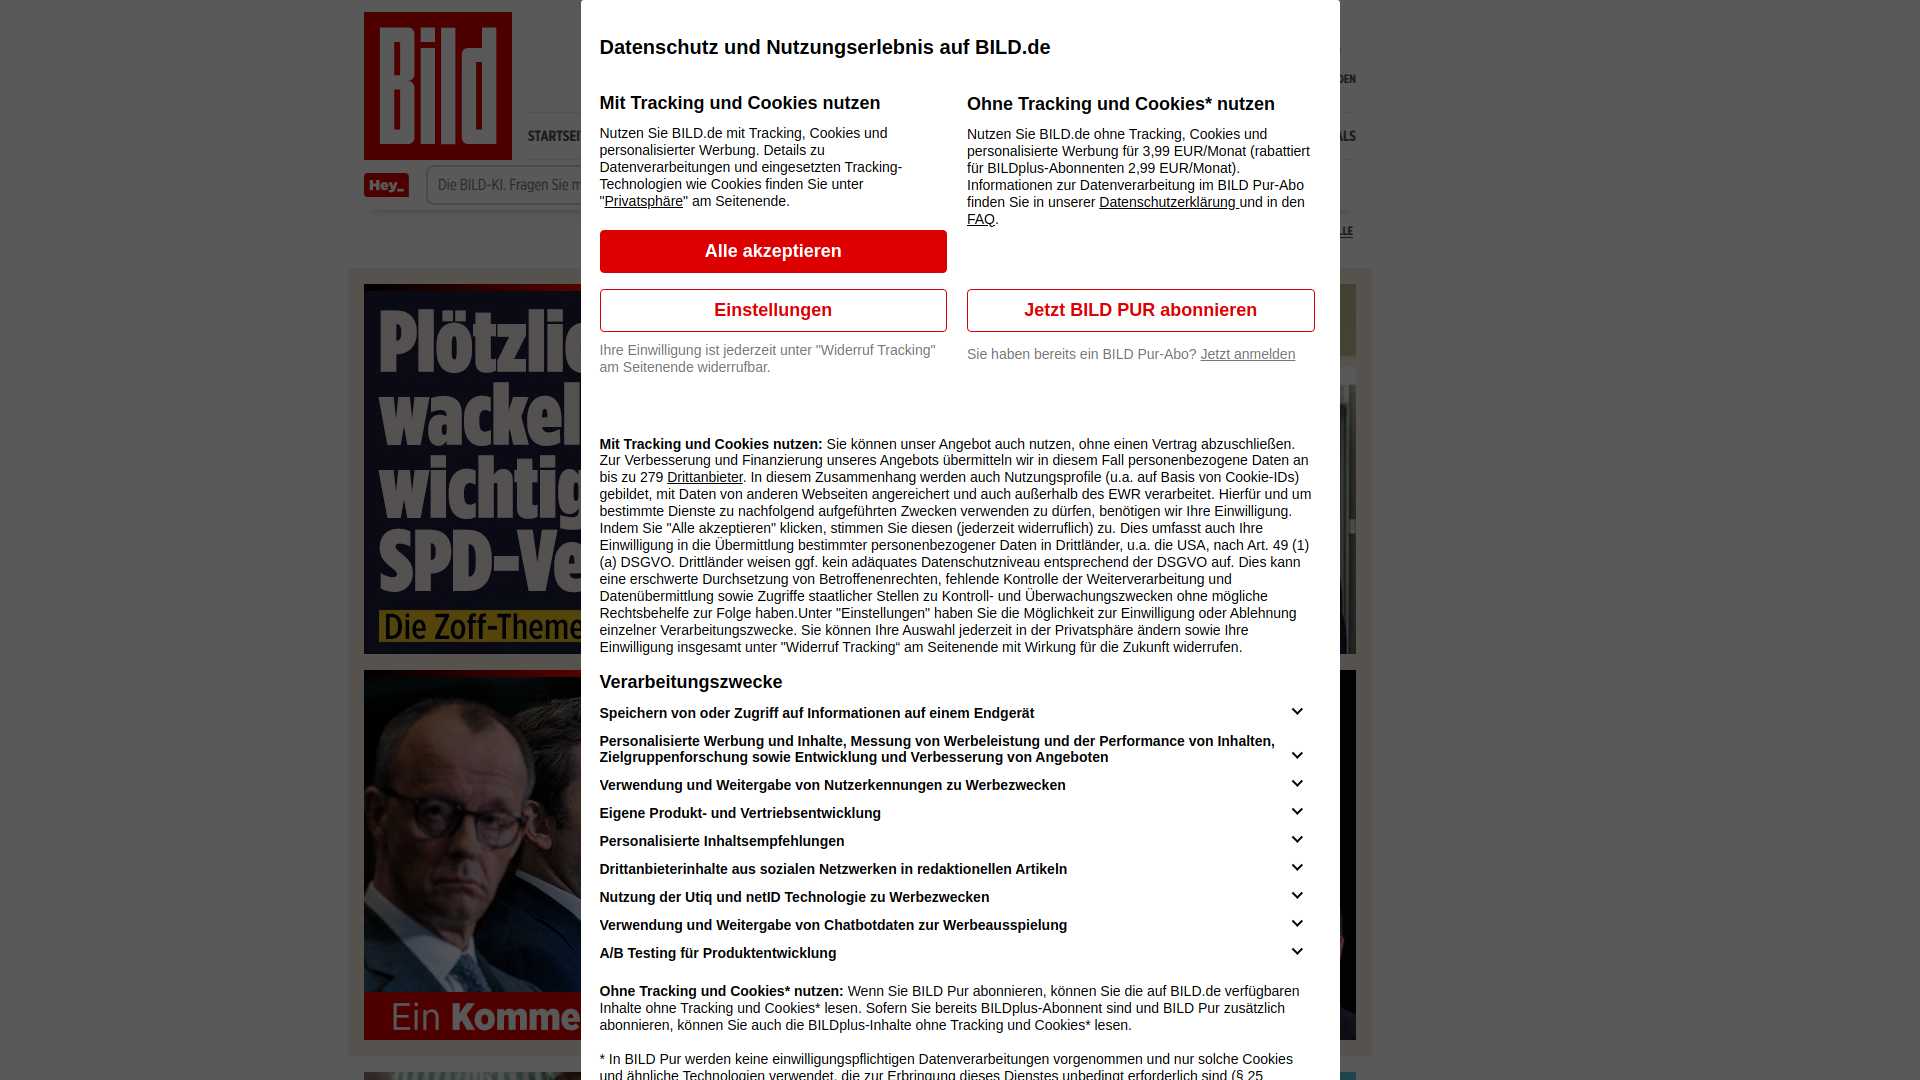 Bild
STARTSEI
Hey_
Die BILD-KI. Fragen Sie m
Plötzlic
wackel
wichtig
SPD-Ve
Die Zoff-Theme
Ein Komme
Datenschutz und Nutzungserlebnis auf BILD.de
Mit Tracking und Cookies nutzen
Nutzen Sie BILD.de mit Tracking, Cookies und
personalisierter Werbung. Details zu
Datenverarbeitungen und eingesetzten Tracking-
Technologien wie Cookies finden Sie unter
"Privatsphäre" am Seitenende.
Alle akzeptieren
Einstellungen
Ihre Einwilligung ist jederzeit unter "Widerruf Tracking"
am Seitenende widerrufbar.
Ohne Tracking und Cookies* nutzen
Nutzen Sie BILD.de ohne Tracking, Cookies und
personalisierte Werbung für 3,99 EUR/Monat (rabattiert
für BILDplus-Abonnenten 2,99 EUR/Monat).
Informationen zur Datenverarbeitung im BILD Pur-Abo
finden Sie in unserer Datenschutzerklärung und in den
FAQ.
Jetzt BILD PUR abonnieren
Sie haben bereits ein BILD Pur-Abo? Jetzt anmelden
Mit Tracking und Cookies nutzen: Sie können unser Angebot auch nutzen, ohne einen Vertrag abzuschließen.
Zur Verbesserung und Finanzierung unseres Angebots übermitteln wir in diesem Fall personenbezogene Daten an
bis zu 279 Drittanbieter. In diesem Zusammenhang werden auch Nutzungsprofile (u.a. auf Basis von Cookie-IDs)
gebildet, mit Daten von anderen Webseiten angereichert und auch außerhalb des EWR verarbeitet. Hierfür und um
bestimmte Dienste zu nachfolgend aufgeführten Zwecken verwenden zu dürfen, benötigen wir Ihre Einwilligung.
Indem Sie "Alle akzeptieren" klicken, stimmen Sie diesen (jederzeit widerruflich) zu. Dies umfasst auch Ihre
Einwilligung in die Übermittlung bestimmter personenbezogener Daten in Drittländer, u.a. die USA, nach Art. 49 (1)
(a) DSGVO. Drittländer weisen ggf. kein adäquates Datenschutzniveau entsprechend der DSGVO auf. Dies kann
eine erschwerte Durchsetzung von Betroffenenrechten, fehlende Kontrolle der Weiterverarbeitung und
Datenübermittlung sowie Zugriffe staatlicher Stellen zu Kontroll- und Überwachungszwecken ohne mögliche
Rechtsbehelfe zur Folge haben.Unter "Einstellungen" haben Sie die Möglichkeit zur Einwilligung oder Ablehnung
einzelner Verarbeitungszwecke. Sie können Ihre Auswahl jederzeit in der Privatsphäre ändern sowie Ihre
Einwilligung insgesamt unter "Widerruf Tracking“ am Seitenende mit Wirkung für die Zukunft widerrufen.
Verarbeitungszwecke
Speichern von oder Zugriff auf Informationen auf einem Endgerät
Personalisierte Werbung und Inhalte, Messung von Werbeleistung und der Performance von Inhalten,
Zielgruppenforschung sowie Entwicklung und Verbesserung von Angeboten
Verwendung und Weitergabe von Nutzerkennungen zu Werbezwecken
Eigene Produkt- und Vertriebsentwicklung
Personalisierte Inhaltsempfehlungen
Drittanbieterinhalte aus sozialen Netzwerken in redaktionellen Artikeln
Nutzung der Utiq und netID Technologie zu Werbezwecken
Verwendung und Weitergabe von Chatbotdaten zur Werbeausspielung
A/B Testing für Produktentwicklung
Ohne Tracking und Cookies* nutzen: Wenn Sie BILD Pur abonnieren, können Sie die auf BILD.de verfügbaren
Inhalte ohne Tracking und Cookies* lesen. Sofern Sie bereits BILDplus-Abonnent sind und BILD Pur zusätzlich
abonnieren, können Sie auch die BILDplus-Inhalte ohne Tracking und Cookies* lesen.
* In BILD Pur werden keine einwilligungspflichtigen Datenverarbeitungen vorgenommen und nur solche Cookies
und ähnliche Technologien verwendet, die zur Erbringung dieses Dienstes unbedingt erforderlich sind (§ 25